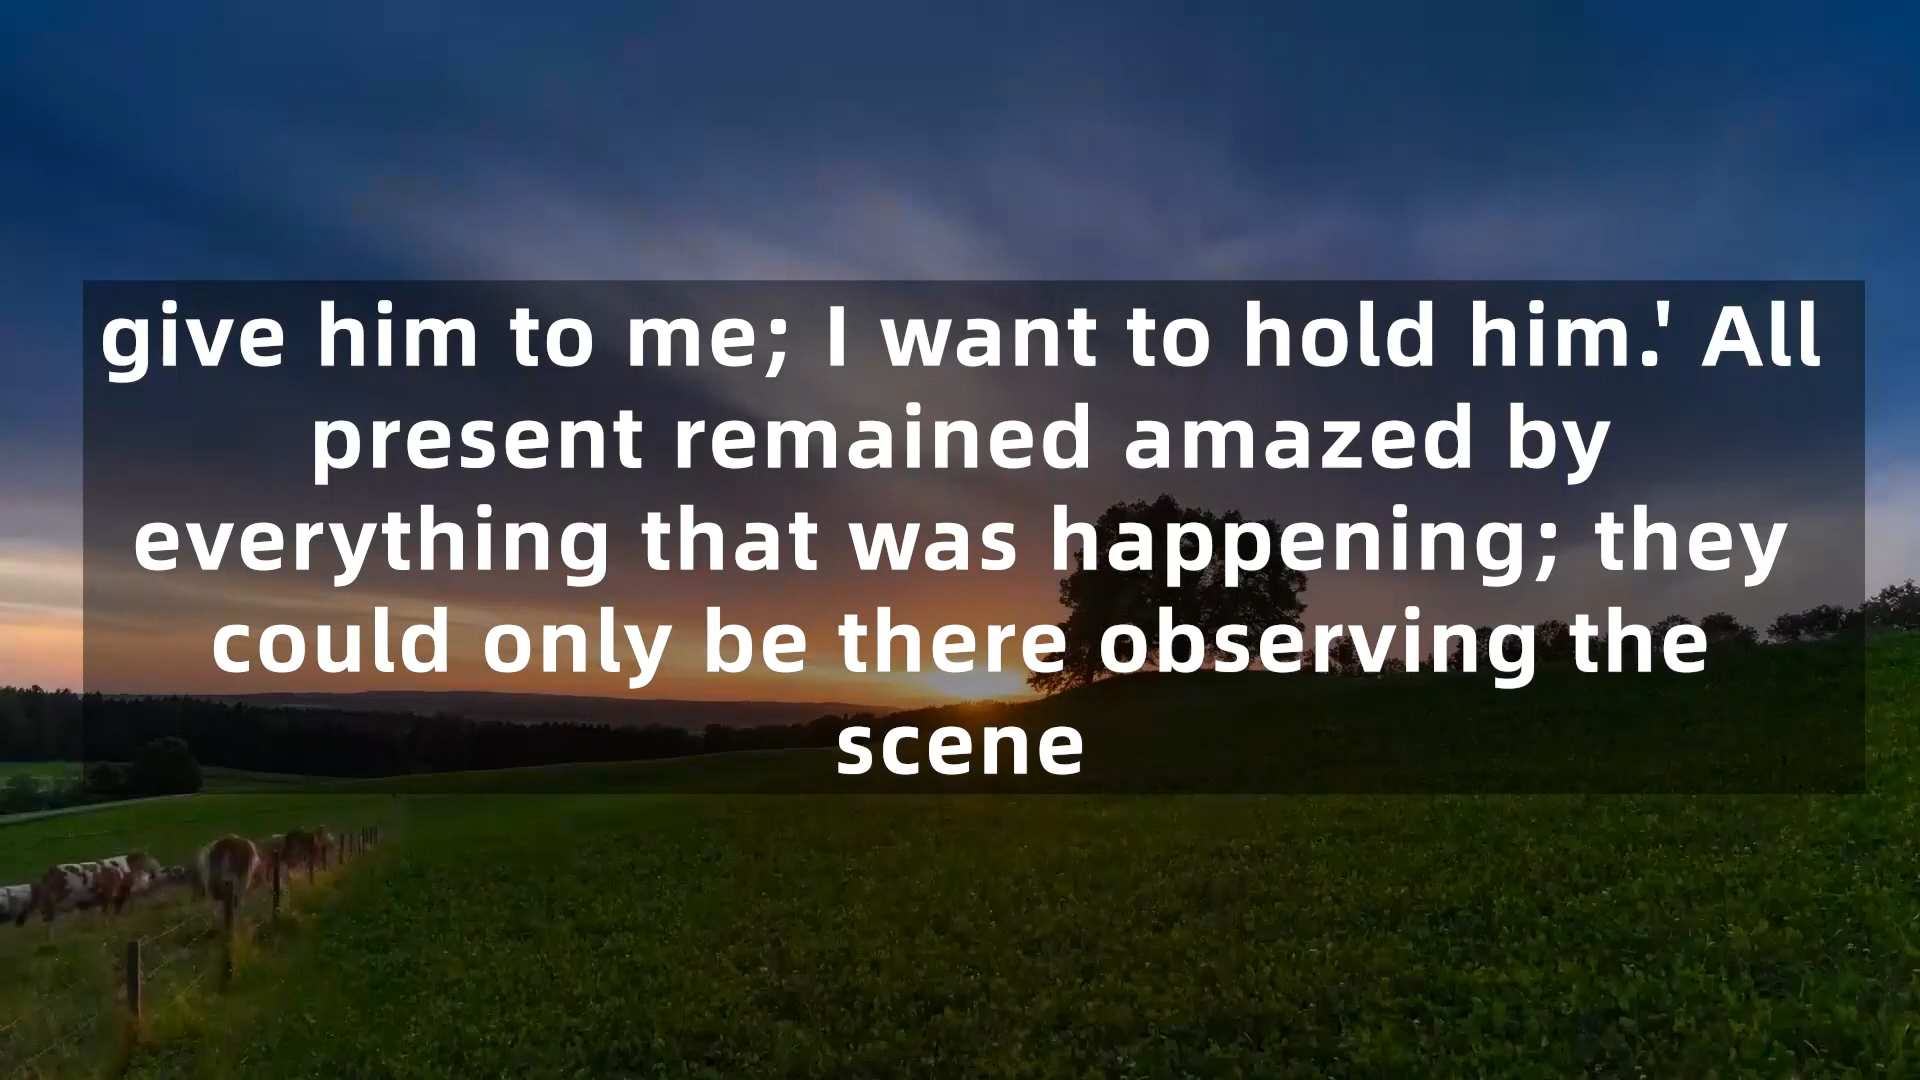 give him to me; I want to hold him.' All
present remained amazed by
everything that was happening; they
could only be there observing the
scene